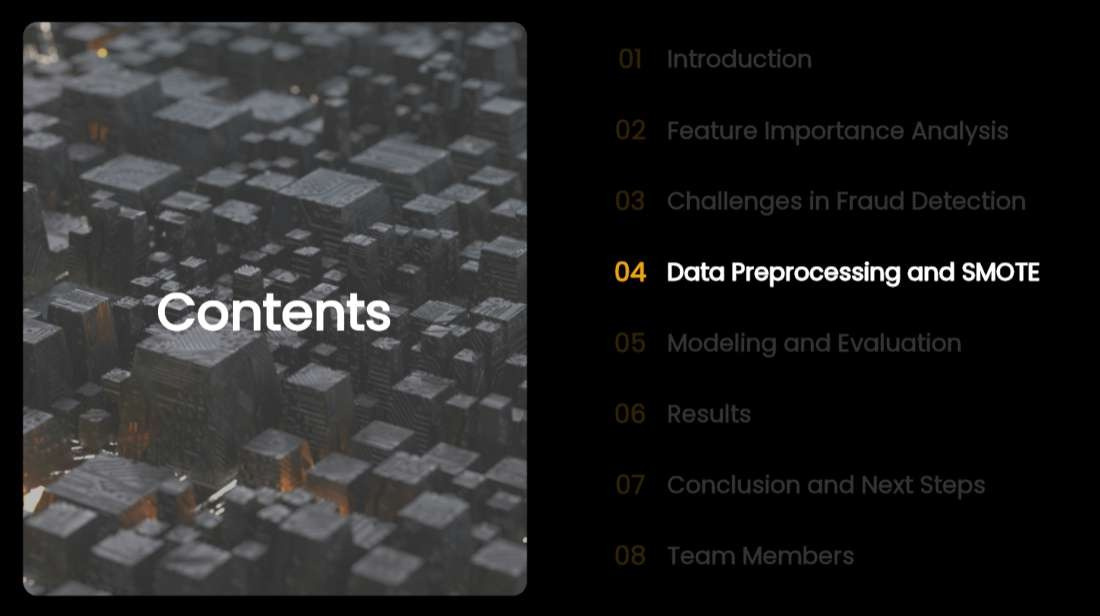 Contents
01 Introduction
02 Feature Importance Analysis
03 Challenges in Fraud Detection
04 Data Preprocessing and SMOTE
05 Modeling and Evaluation
06 Results
07 Conclusion and Next Steps
08 Team Members